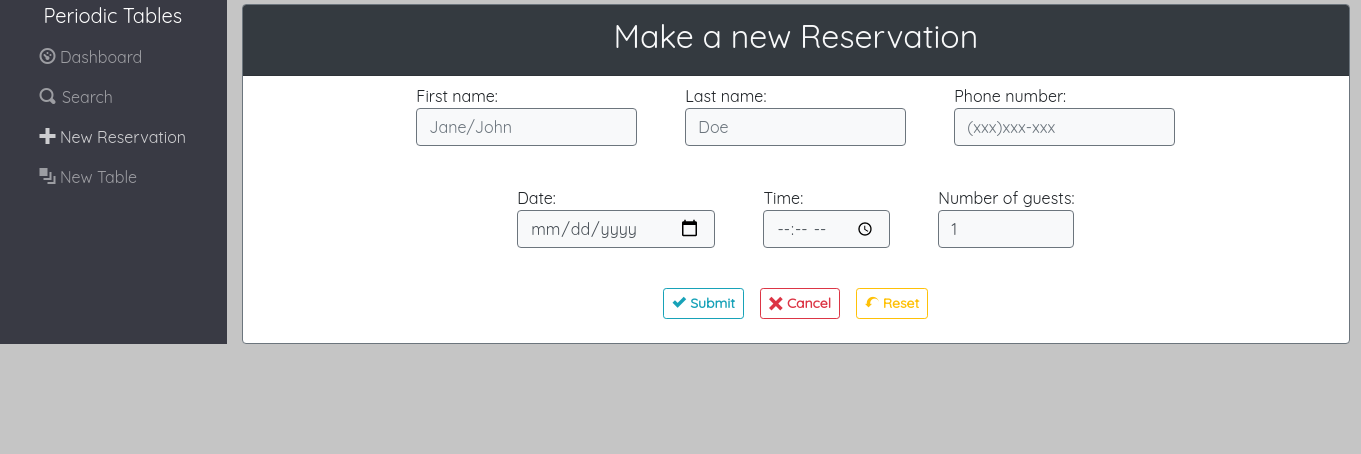 Periodic Tables
Dashboard
Search
New Reservation
New Table
Make a new Reservation
First name: Last name: Phone number:
Jane/John Doe (xxx)xxx-xxx
Date: Time: Number of guests:
mm/dd/yyyy --:-- -- 1
Submit Cancel Reset